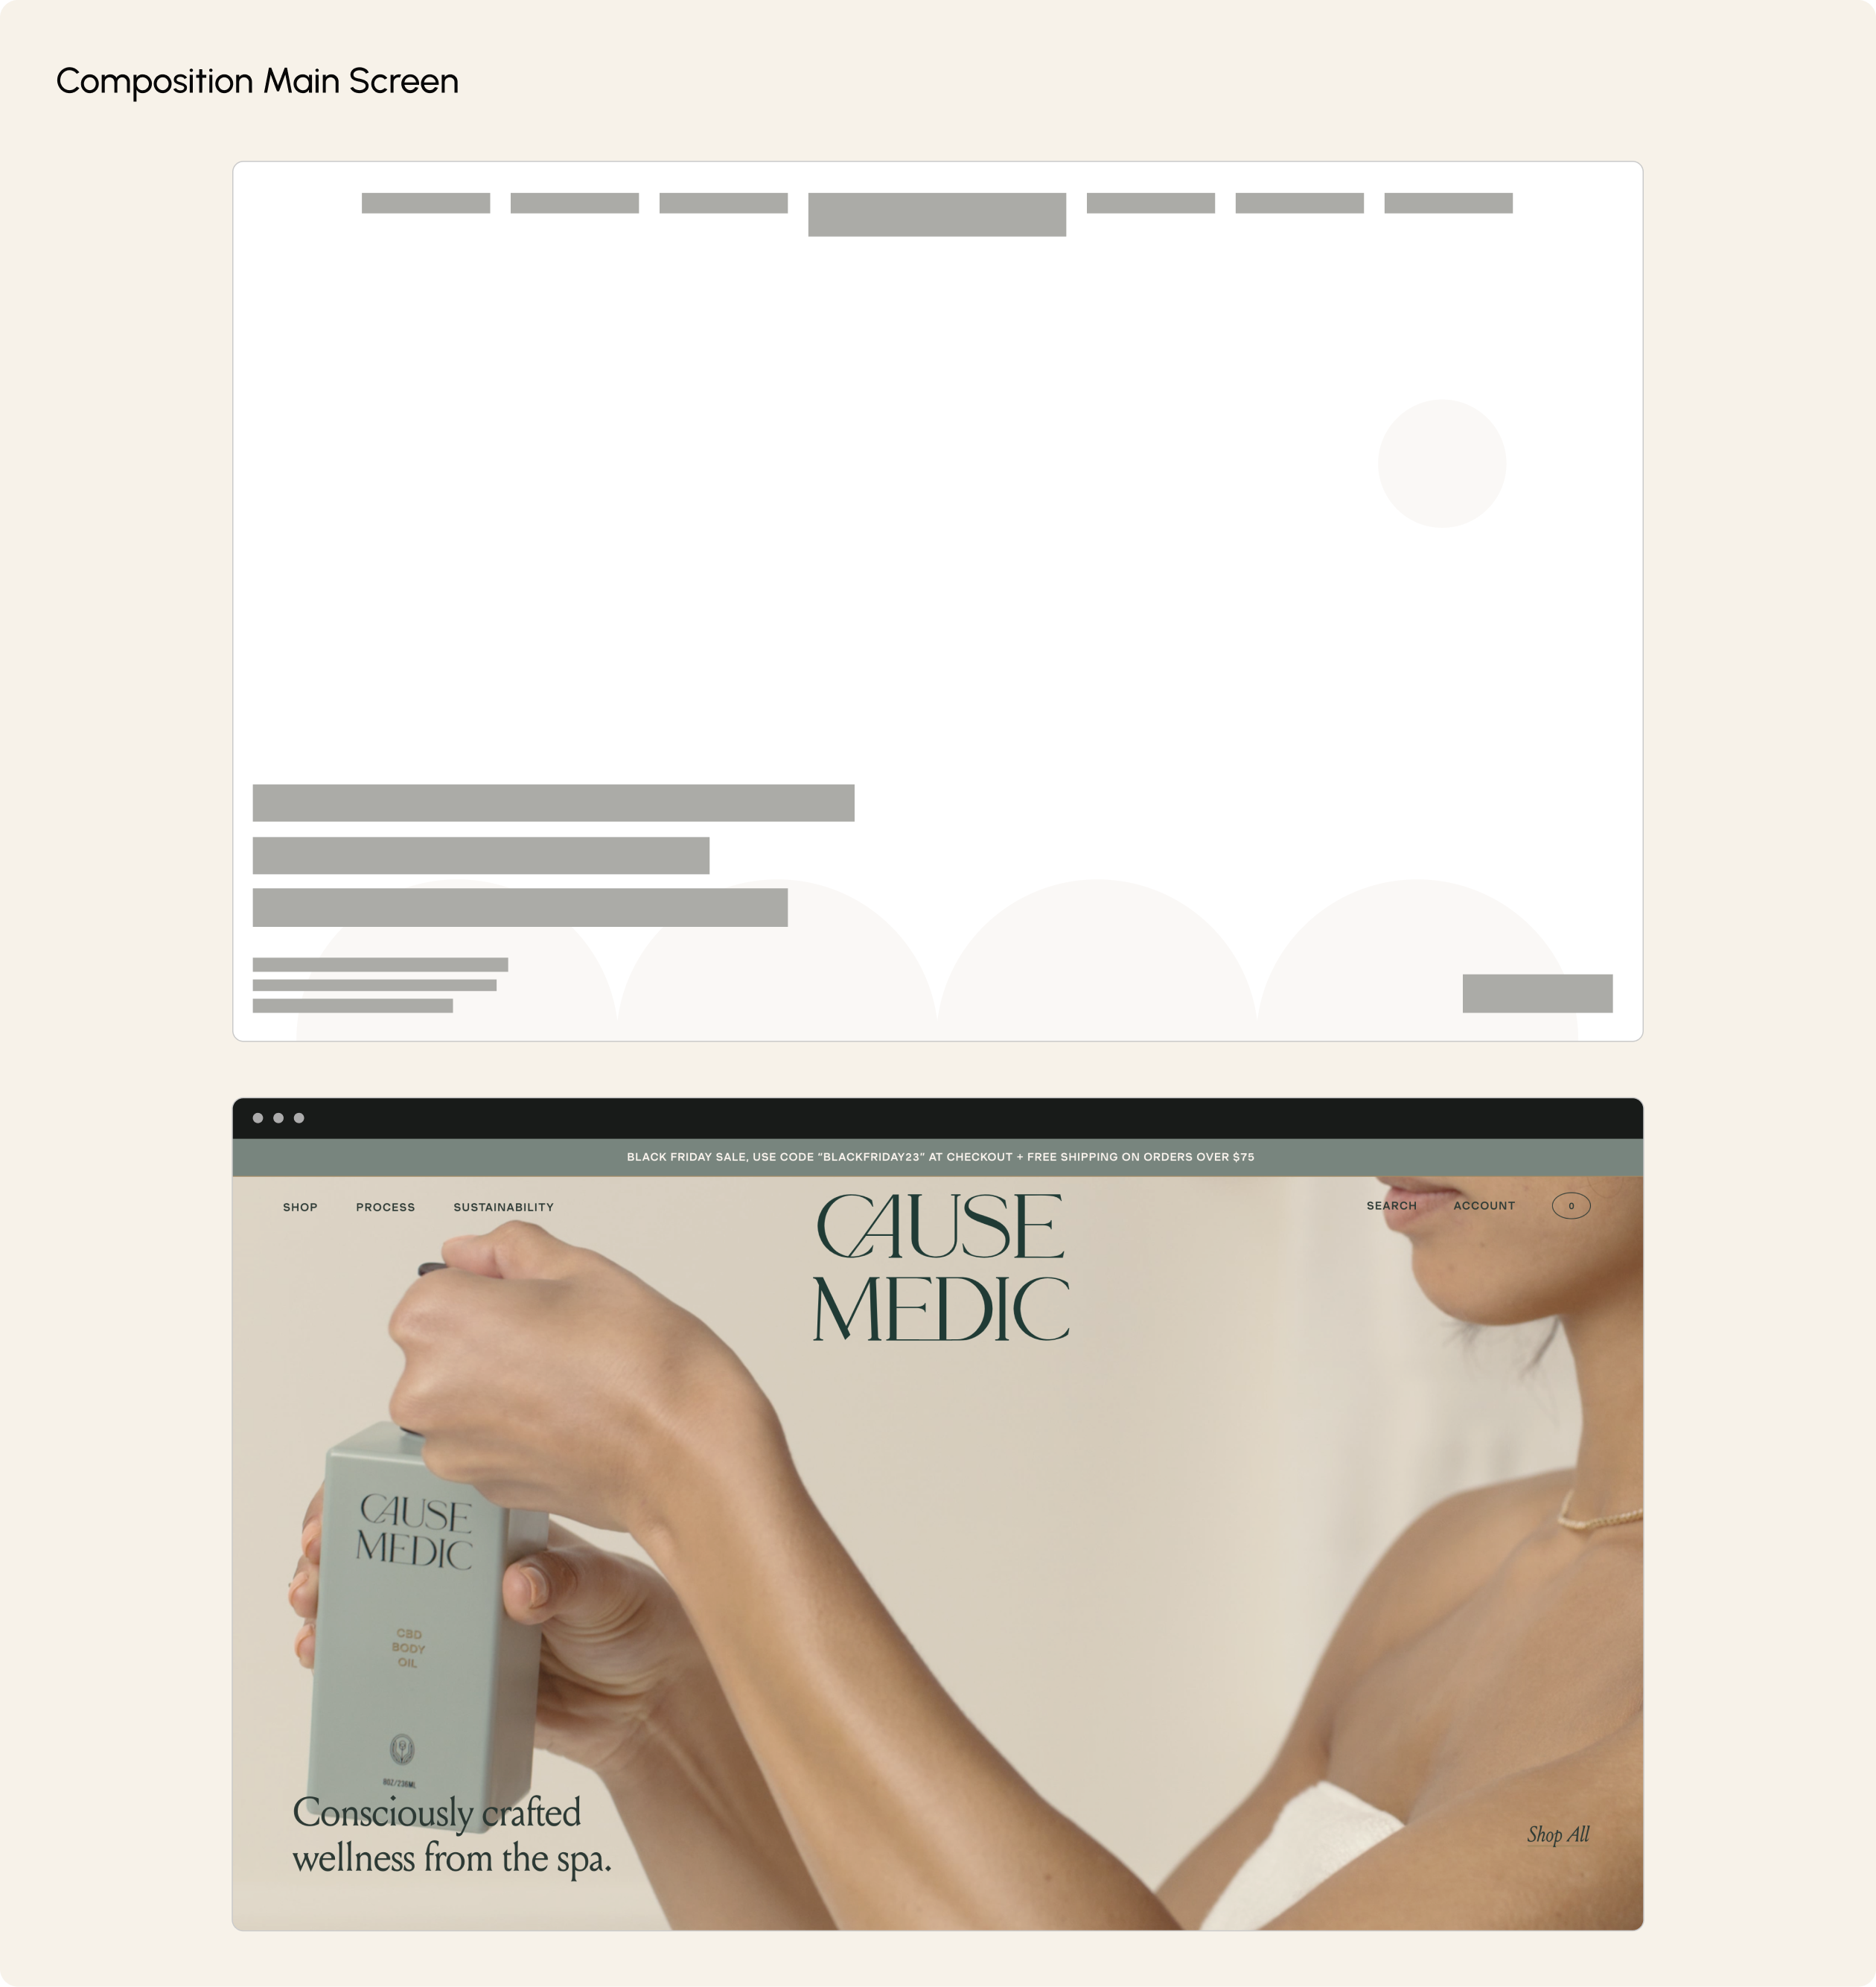 Composition Main Screen
BLACK FRIDAY SALE, USE CODE "BLACKFRIDAY23" AT CHECKOUT + FREE SHIPPING ON ORDERS OVER $75
SHOP PROCESS SUSTAINABILITY
CAUSE
MEDIC
SEARCH ACCOUNT 0
CAUSE
MEDIC
CBD
BODY
OIL
8OZ/236ML
Consciously crafted
wellness from the spa.
Shop All